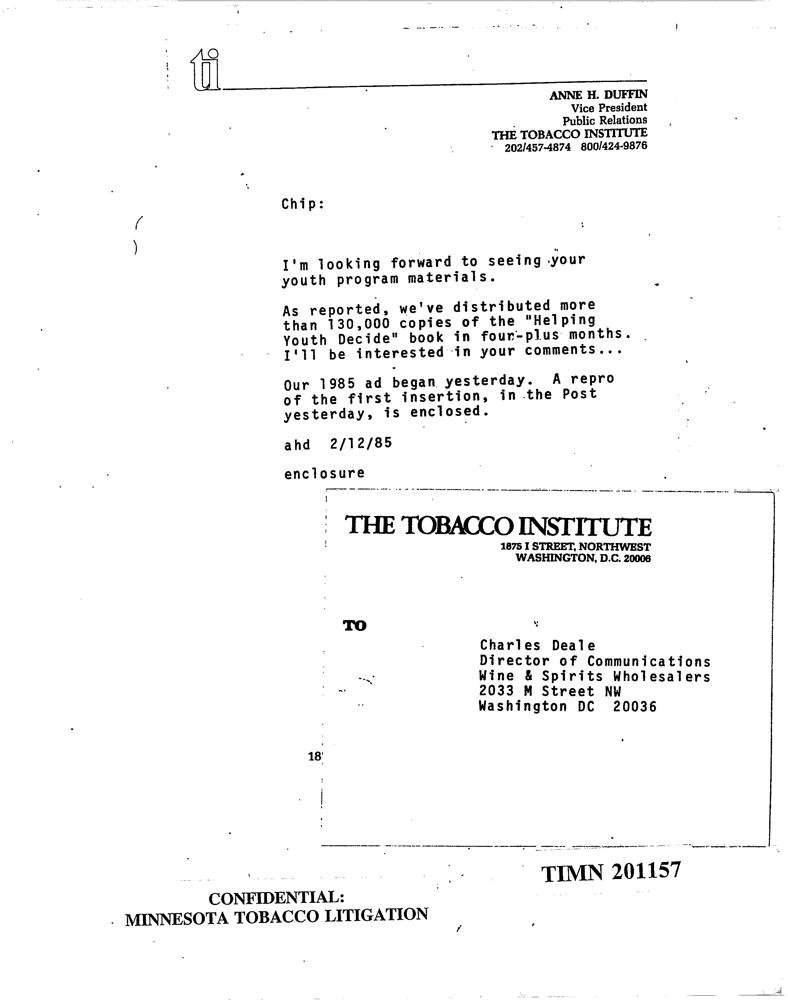 ti
ANNE H. DUFFIN
Vice President
Public Relations
THE TOBACCO INSTITUTE
202/457-4874 800/424-9876
Chip:
I'm looking forward to seeing your
youth program materials.
As reported, we've distributed more
than 130,000 copies of the "Helping
Youth Decide" book in four-plus months.
I'll be interested in your comments...
Our 1985 ad began yesterday. A repro
of the first insertion, in the Post
yesterday, is enclosed.
ahd 2/12/85
enclosure
THE TOBACCO INSTITUTE
1875 I STREET, NORTHWEST
WASHINGTON, D.C. 20006
TO
Charles Deale
Director of Communications
Wine & Spirits Wholesalers
2033 M Street NW
Washington DC 20036
18
TIMN 201157
CONFIDENTIAL:
MINNESOTA TOBACCO LITIGATION